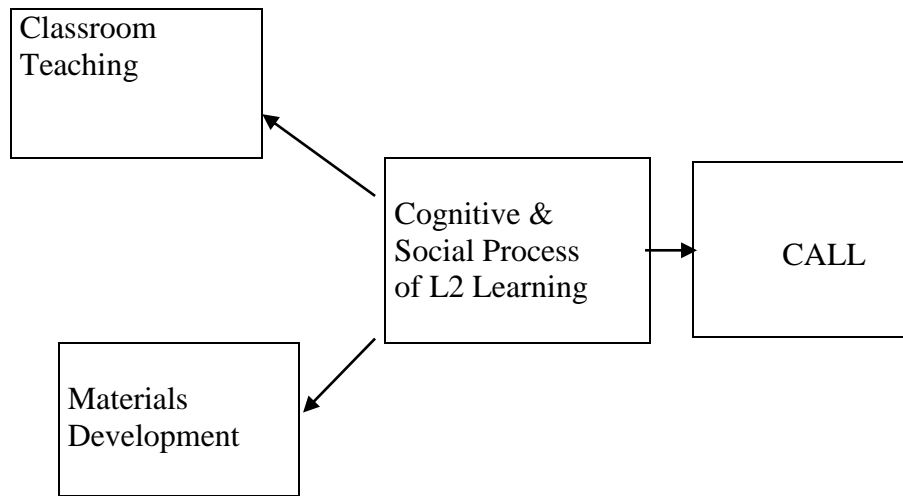 Classroom
Teaching
Cognitive &
Social Process
of L2 Learning
CALL
Materials
Development